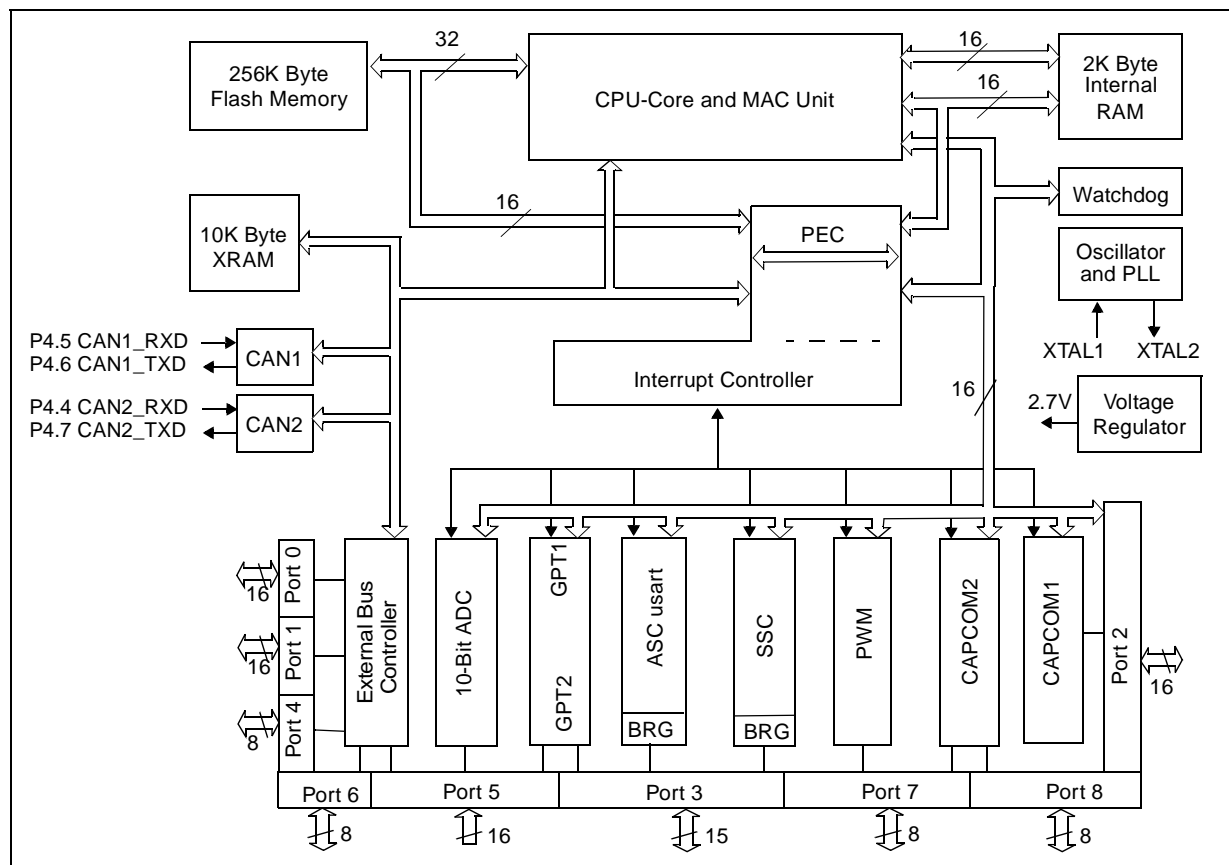 32
16
256K Byte
Flash Memory
CPU-Core and MAC Unit
2K Byte
Internal
RAM
16
16
Watchdog
10K Byte
XRAM
PEC
Oscillator
and PLL
P4.5 CAN1_RXD
P4.6 CAN1_TXD
CAN1
XTAL1
XTAL2
Interrupt Controller
16
P4.4 CAN2_RXD
P4.7 CAN2_TXD
CAN2
2.7V
Voltage
Regulator
Port 0
16
Port 1
16
Port 4
8
External Bus
Controller
10-Bit ADC
GPT1
GPT2
ASC usart
BRG
SSC
BRG
PWM
CAPCOM2
CAPCOM1
Port 2
16
Port 6
Port 5
Port 3
Port 7
Port 8
8
16
15
8
8